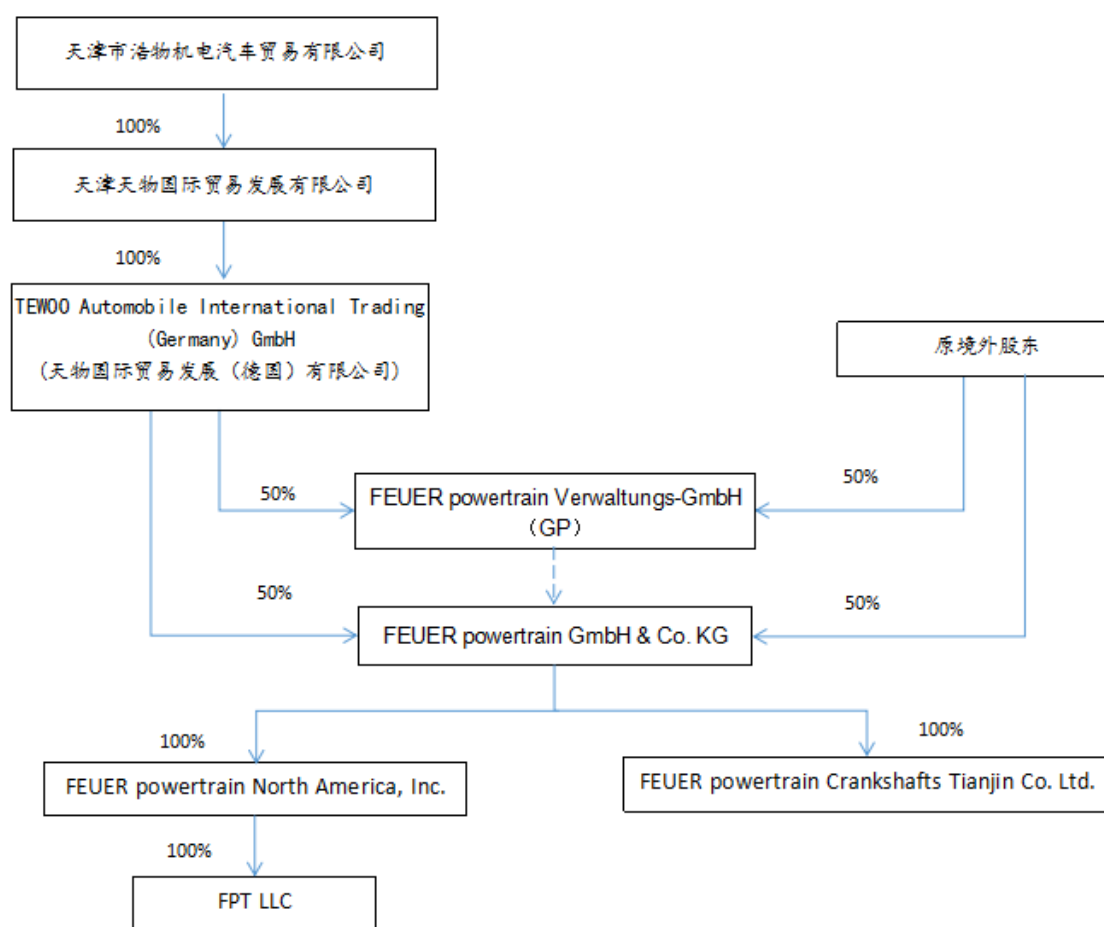 天津市浩物机电汽车贸易有限公司
100%
天津天物国际贸易发展有限公司
100%
TEWOO Automobile International Trading
(Germany) GmbH
(天物国际贸易发展（德国）有限公司)
原境外股东
50%
FEUER powertrain Verwaltungs-GmbH
（GP）
50%
50%
FEUER powertrain GmbH & Co. KG
50%
100%
FEUER powertrain North America, Inc.
100%
FEUER powertrain Crankshafts Tianjin Co. Ltd.
100%
FPT LLC